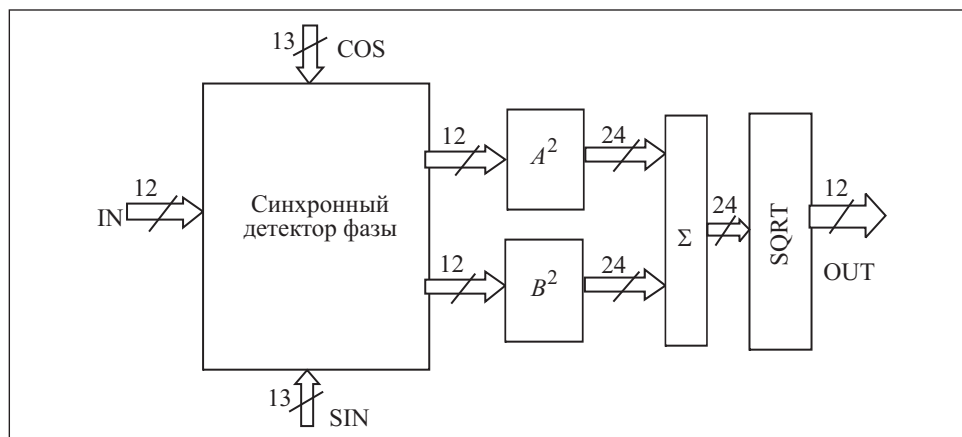 13
COS
12
IN
Синхронный
детектор фазы
12
A²
24
12
B²
24
Σ
24
SQRT
12
OUT
13
SIN